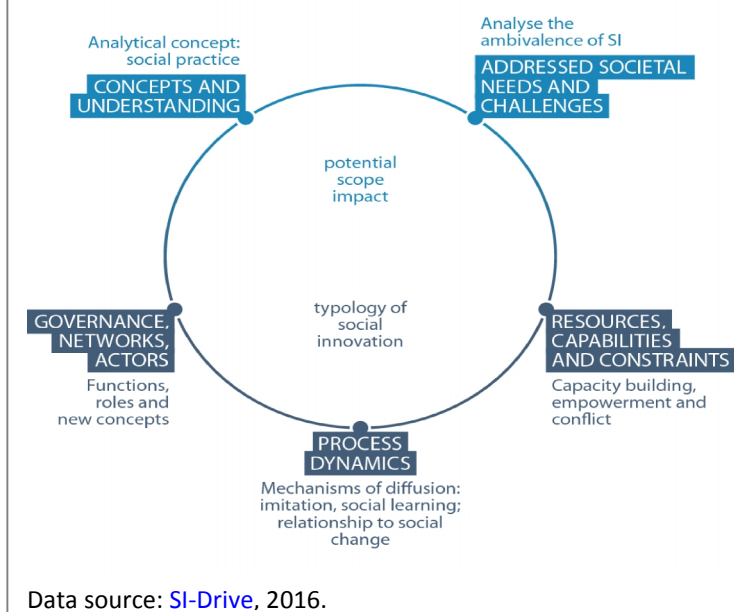 Analytical concept:
social practice
CONCEPTS AND
UNDERSTANDING
Analyse the
ambivalence of SI
ADDRESSED SOCIETAL
NEEDS AND
CHALLENGES
potential
scope
impact
typology of
social
innovation
GOVERNANCE,
NETWORKS,
ACTORS
Functions,
roles and
new concepts
RESOURCES,
CAPABILITIES
AND CONSTRAINTS
Capacity building,
empowerment and
conflict
PROCESS
DYNAMICS
Mechanisms of diffusion:
imitation, social learning;
relationship to social
change
Data source: SI-Drive, 2016.